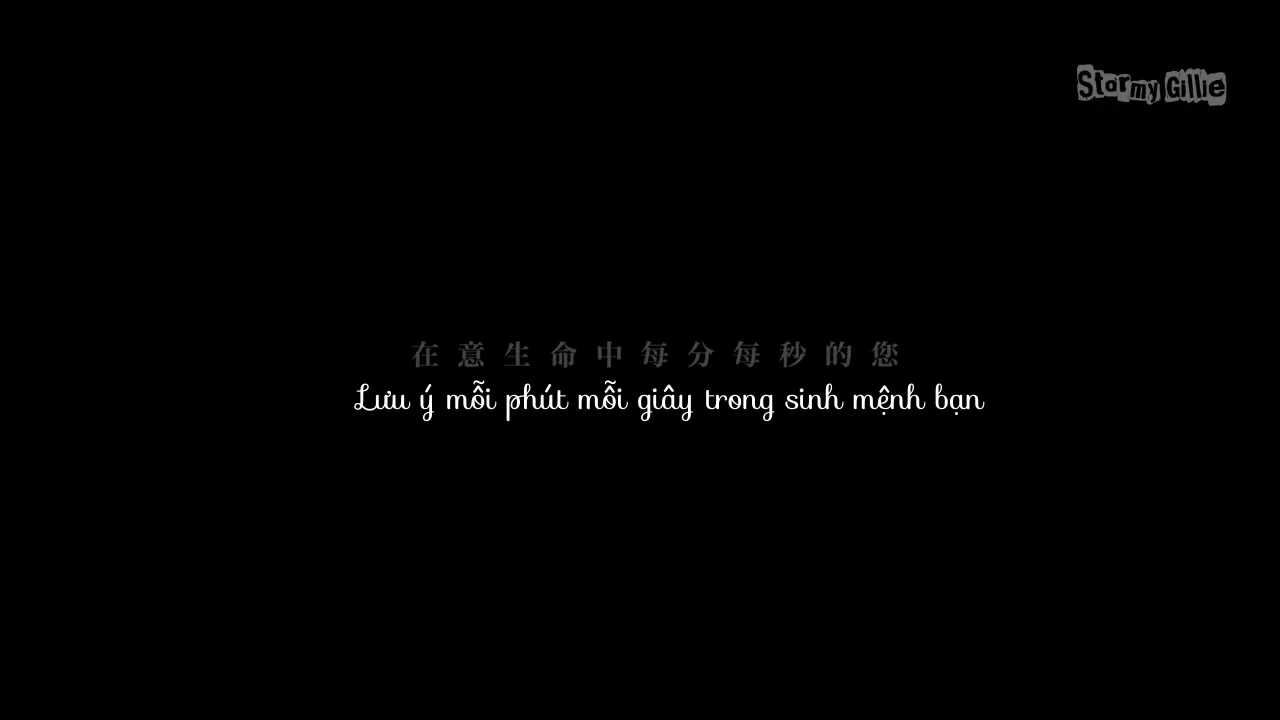 Stormy Gillie
在意生命中每分每秒的您
Lưu ý mỗi phút mỗi giây trong sinh mệnh bạn